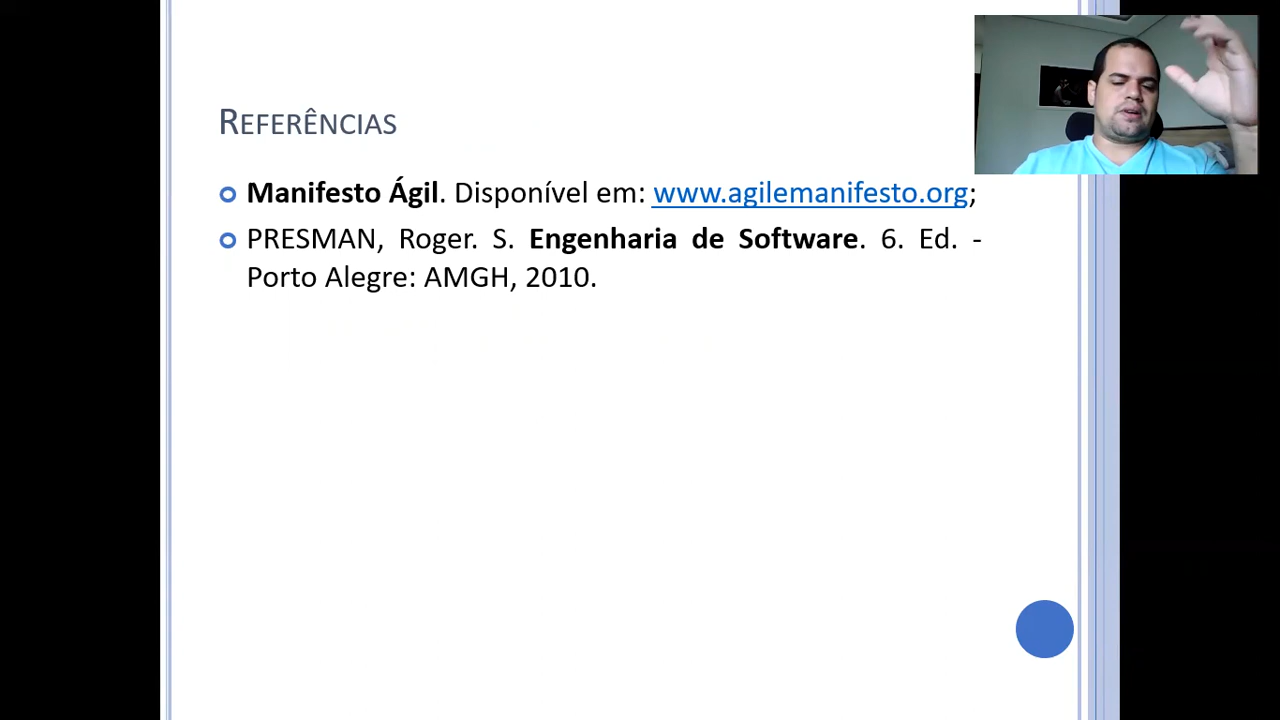 Referências
Manifesto Ágil. Disponível em: www.agilemanifesto.org;
PRESMAN, Roger. S. Engenharia de Software. 6. Ed. -
Porto Alegre: AMGH, 2010.